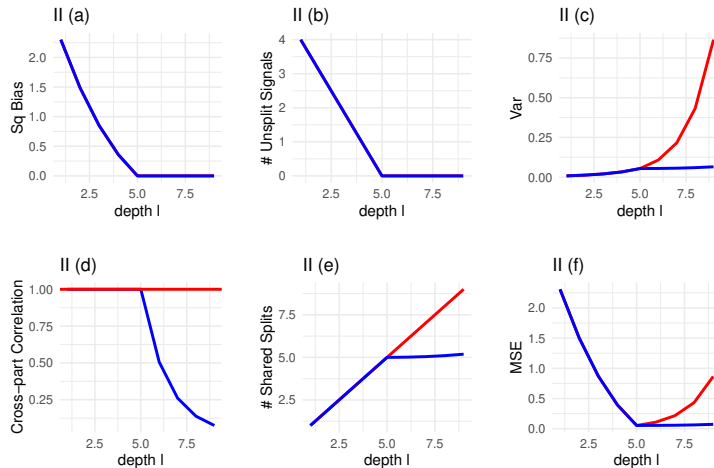 II (a)
2.0
1.5
1.0
0.5
0.0
Sq Bias
2.5 5.0 7.5
depth l
II (b)
4
3
2
1
0
# Unsplit Signals
2.5 5.0 7.5
depth l
II (c)
0.75
0.50
0.25
0.00
Var
2.5 5.0 7.5
depth l
II (d)
1.00
0.75
0.50
0.25
Cross-part Correlation
2.5 5.0 7.5
depth l
II (e)
7.5
5.0
2.5
# Shared Splits
2.5 5.0 7.5
depth l
II (f)
2.0
1.5
1.0
0.5
0.0
MSE
2.5 5.0 7.5
depth l